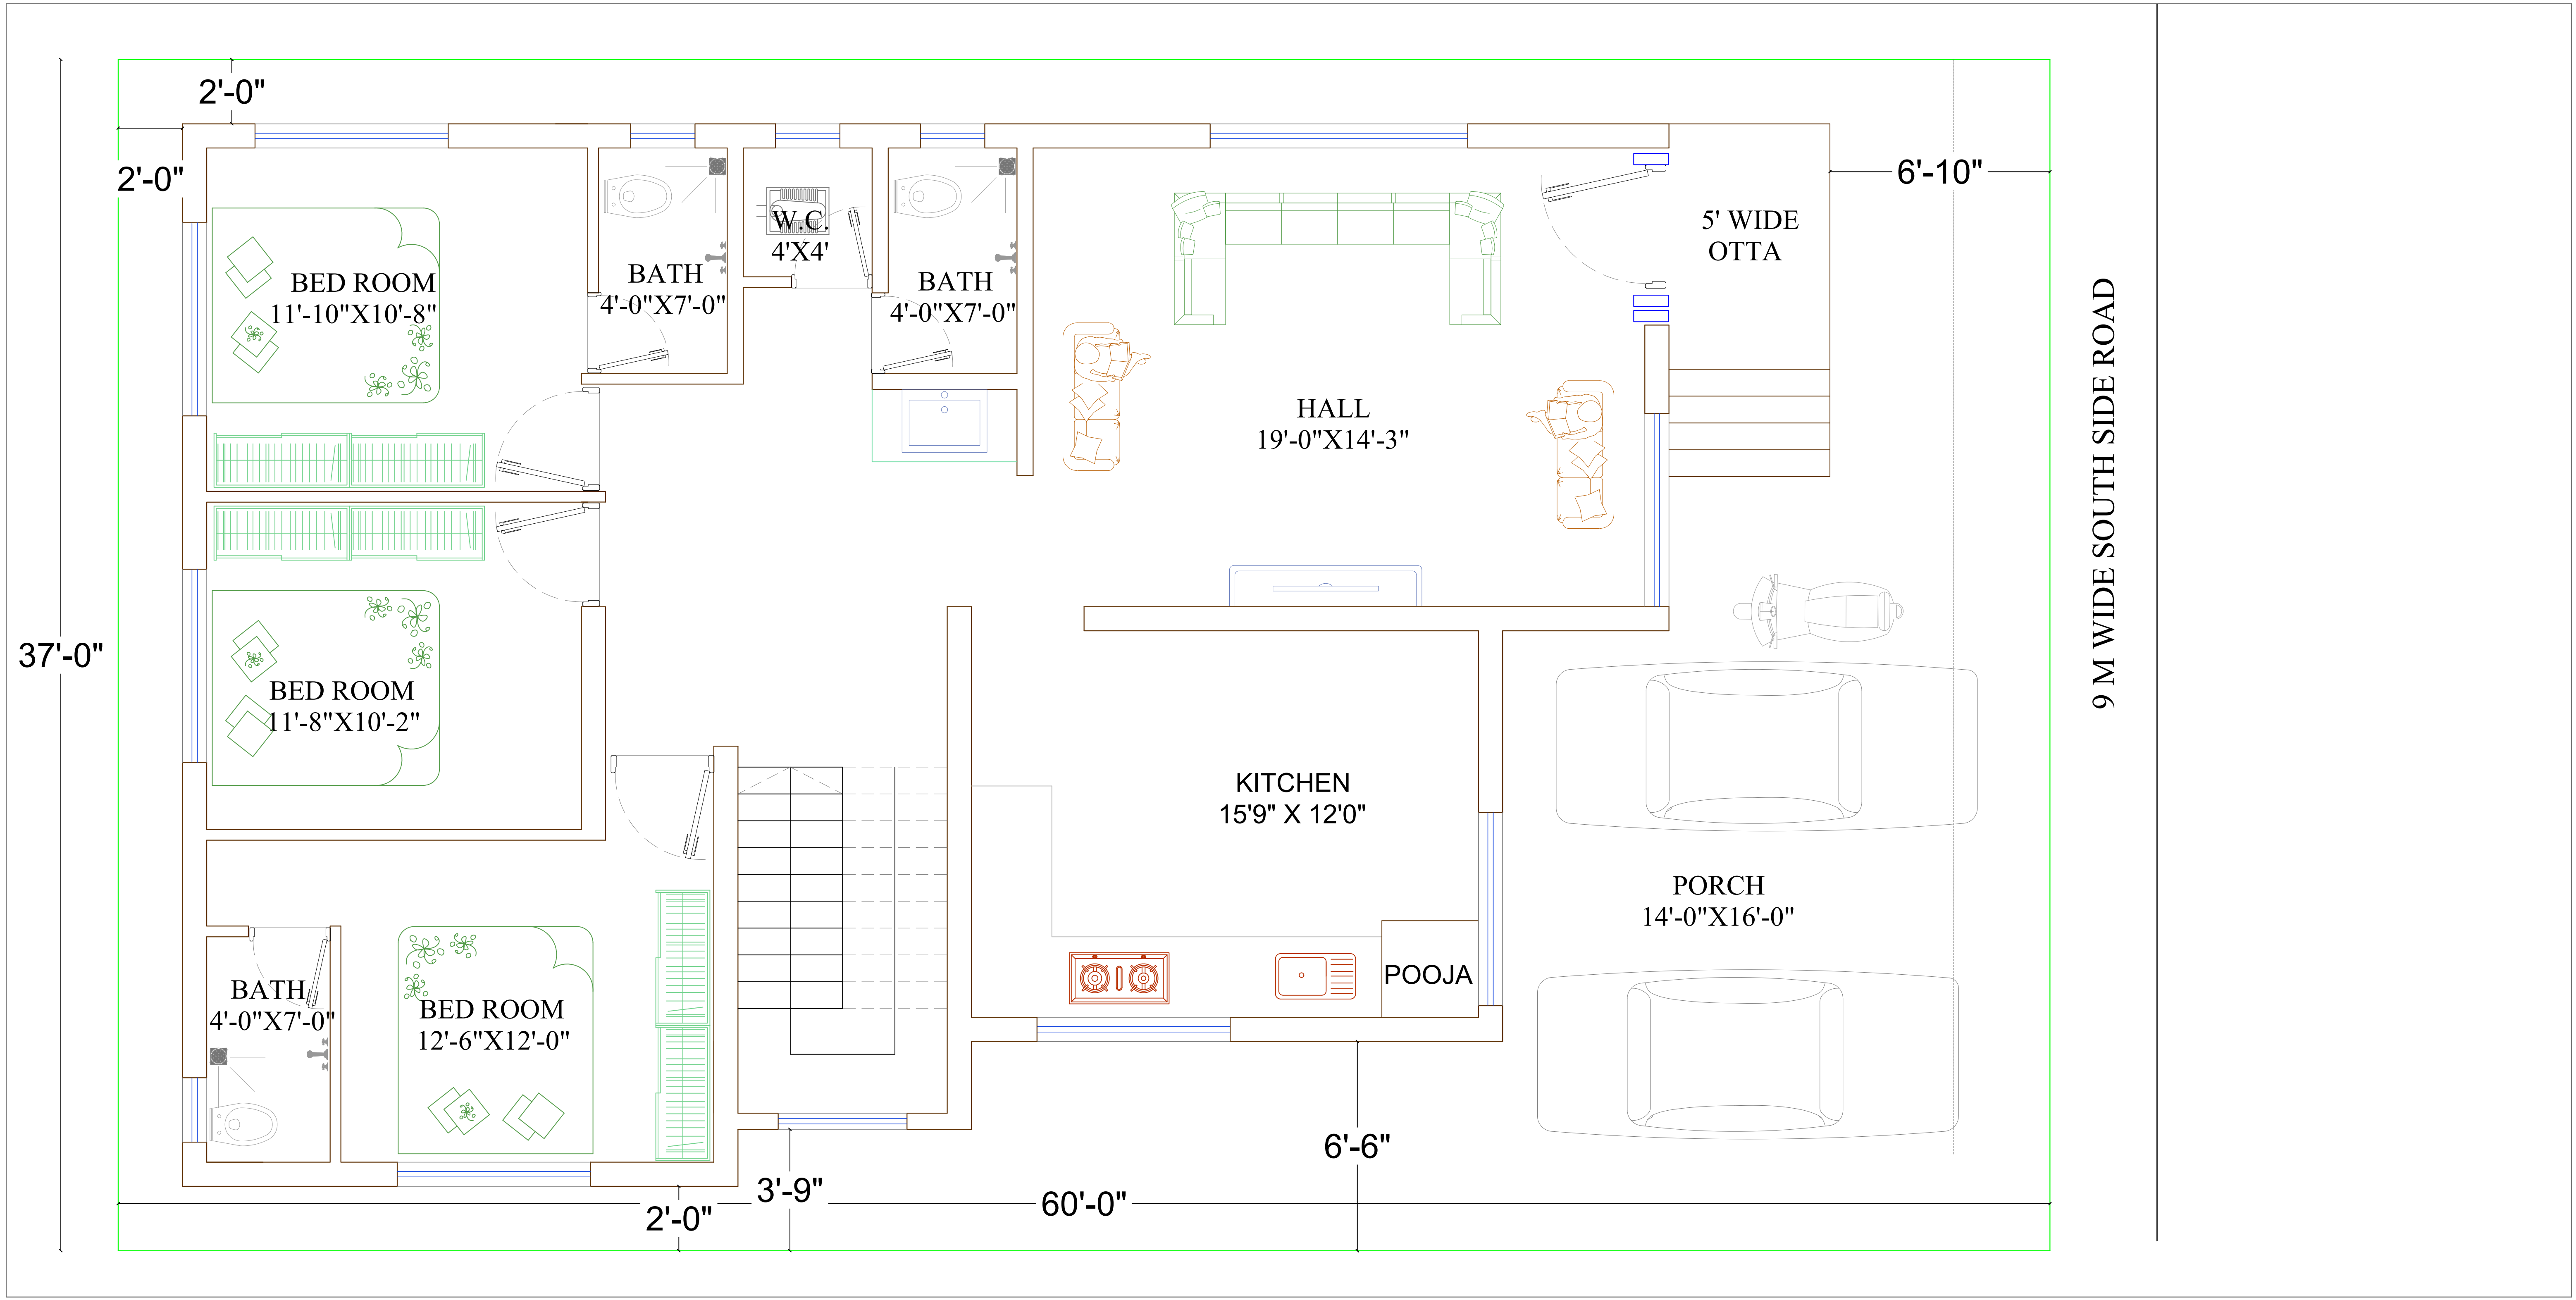 2'-0"
2'-0"
6'-10"
5' WIDE
OTTA
W.C.
4'X4'
BED ROOM
11'-10"X10'-8"
BATH
4'-0"X7'-0"
BATH
4'-0"X7'-0"
HALL
19'-0"X14'-3"
9 M WIDE SOUTH SIDE ROAD
37'-0"
BED ROOM
11'-8"X10'-2"
KITCHEN
15'9" X 12'0"
PORCH
14'-0"X16'-0"
POOJA
BATH
4'-0"X7'-0"
BED ROOM
12'-6"X12'-0"
6'-6"
3'-9"
60'-0"
2'-0"